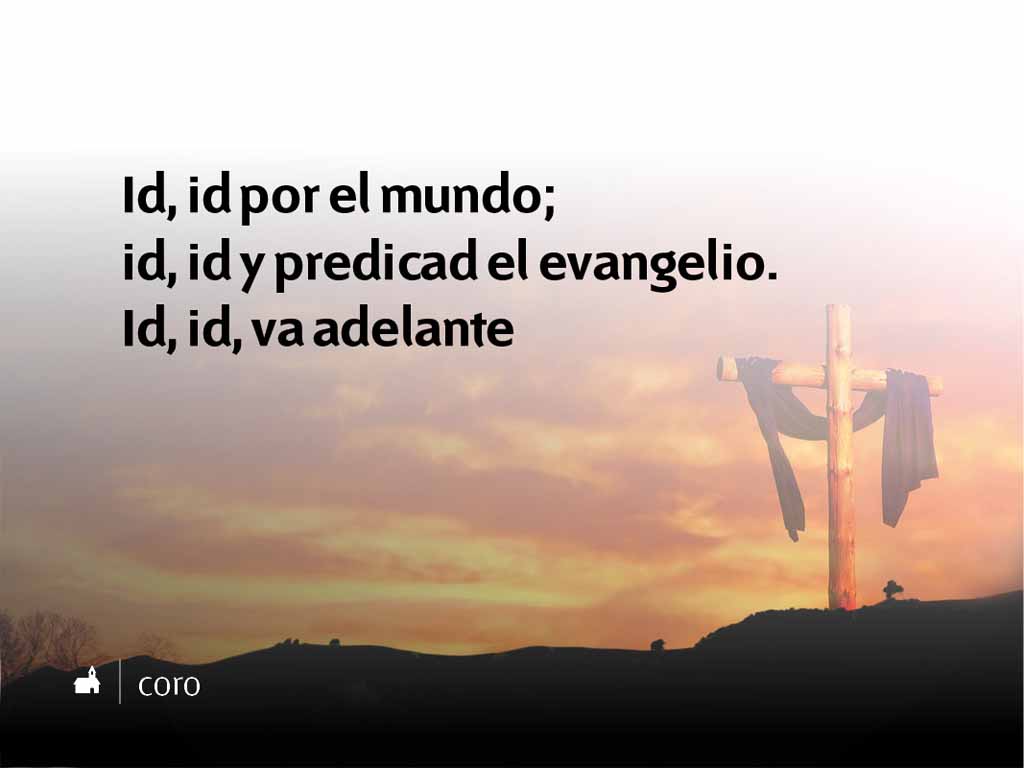 Id, id por el mundo;
id, id y predicad el evangelio.
Id, id, va adelante
coro